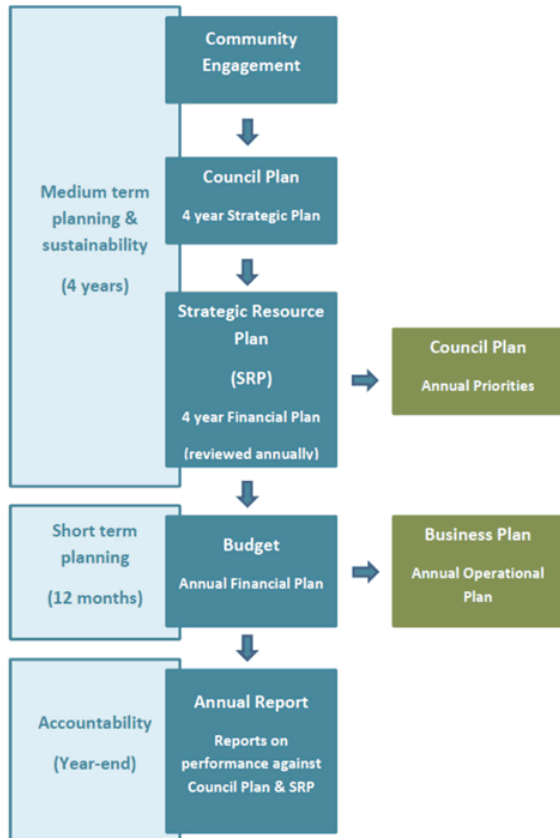 Community
Engagement
Medium term
planning &
sustainability
(4 years)
Council Plan
4 year Strategic Plan
Strategic Resource
Plan
(SRP)
4 year Financial Plan
(reviewed annually)
Council Plan
Annual Priorities
Short term
planning
(12 months)
Budget
Annual Financial Plan
Business Plan
Annual Operational
Plan
Accountability
(Year-end)
Annual Report
Reports on
performance against
Council Plan & SRP